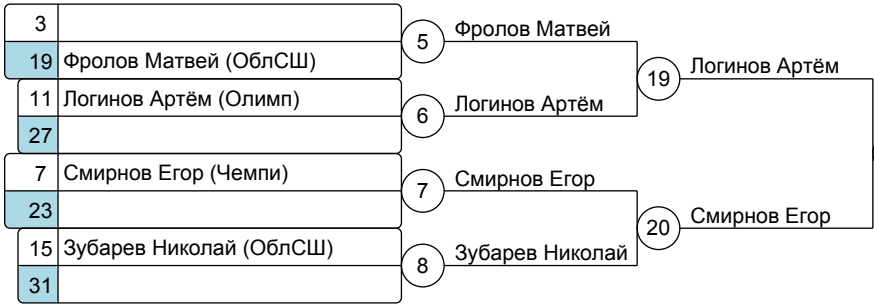 3
19 Фролов Матвей (ОблСШ)
5
Фролов Матвей
11 Логинов Артём (Олимп)
27
6
Логинов Артём
19
Логинов Артём
7 Смирнов Егор (Чемпи)
23
7
Смирнов Егор
15 Зубарев Николай (ОблСШ)
31
8
Зубарев Николай
20
Смирнов Егор